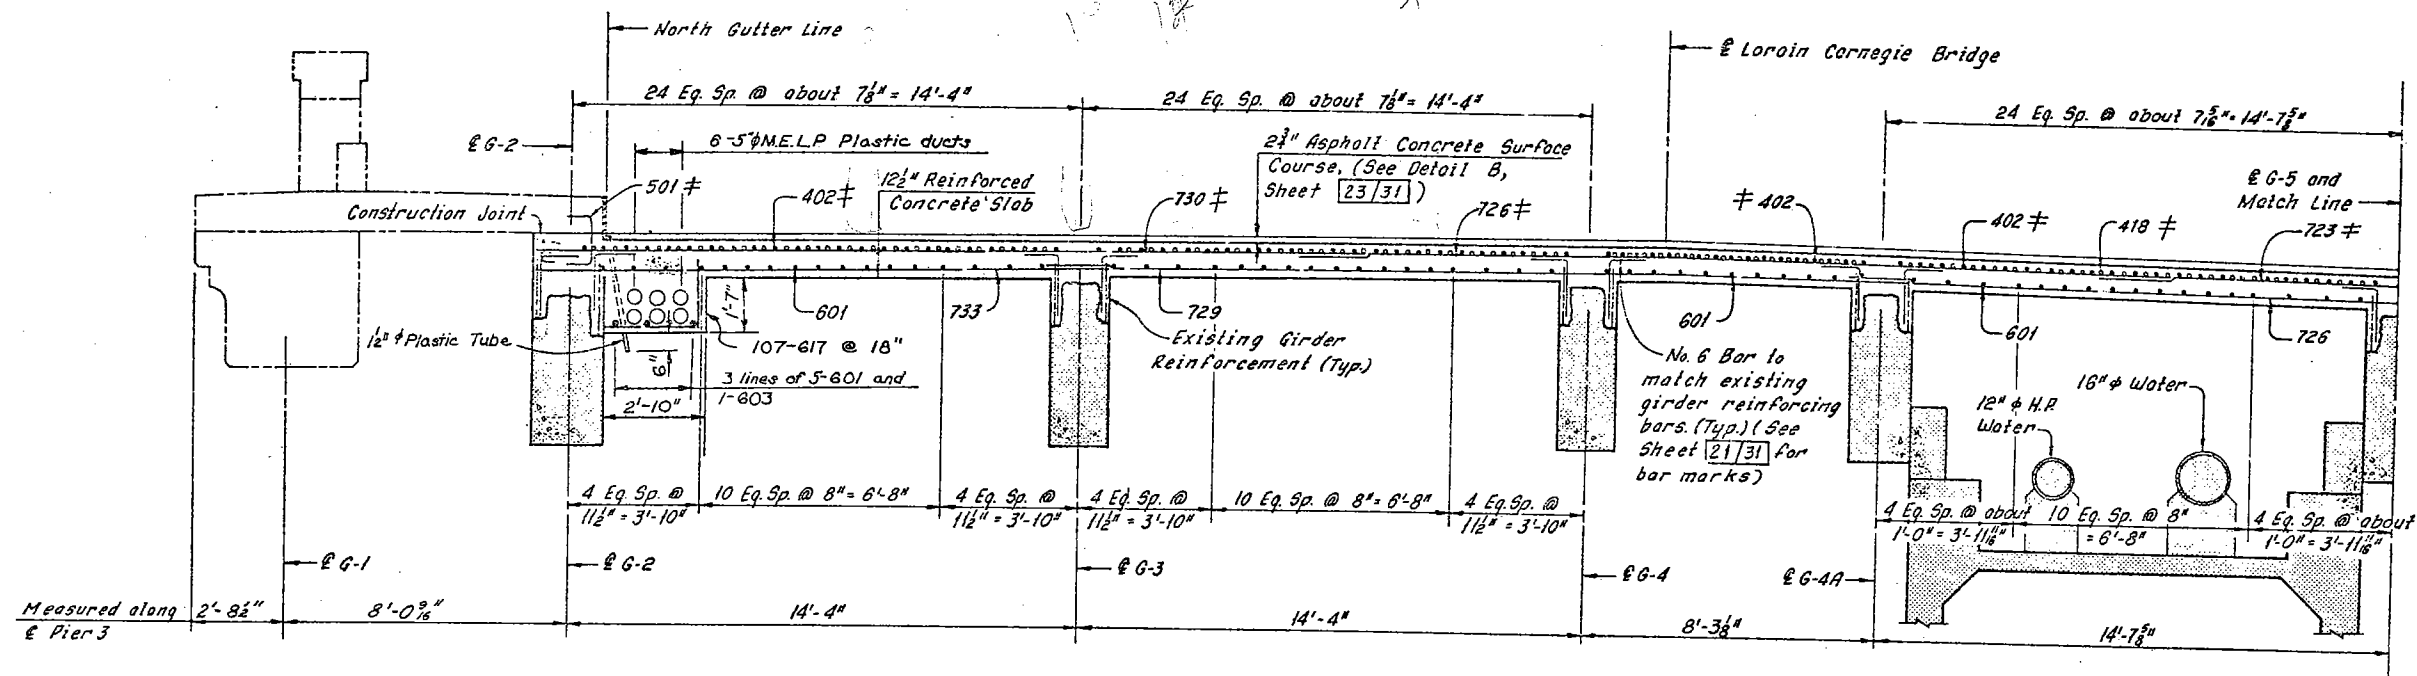 North Gutter Line
℄ Lorain Carnegie Bridge
24 Eq. Sp. @ about 7⅛" = 14'-4"
24 Eq. Sp. @ about 7⅛" = 14'-4"
24 Eq. Sp. @ about 7 5/16" = 14'-7⅝"
℄ G-2
6-5"ϕ M.E.L.P Plastic ducts
2¾" Asphalt Concrete Surface
Course. (See Detail B,
Sheet 23/31)
℄ G-5 and
Match Line
501 ‡
402 ‡
12½" Reinforced
Concrete Slab
730 ‡
726 ‡
‡ 402
402 ‡
418 ‡
723 ‡
Construction Joint
1'-7"
601
733
729
601
601
726
1½" ϕ Plastic Tube
107-617 @ 18"
6"
3 lines of 5-601 and
1-603
2'-10"
Existing Girder
Reinforcement (Typ.)
No. 6 Bar to
match existing
girder reinforcing
bars. (Typ.) (See
Sheet 21/31 for
bar marks)
12" ϕ H.P.
Water
16" ϕ Water
4 Eq. Sp. @
11½" = 3'-10"
10 Eq. Sp. @ 8" = 6'-8"
4 Eq. Sp. @
11½" = 3'-10"
4 Eq. Sp. @
11½" = 3'-10"
10 Eq. Sp. @ 8" = 6'-8"
4 Eq. Sp. @
11½" = 3'-10"
4 Eq. Sp. @ about
1'-0" = 3'-11 11/16"
10 Eq. Sp. @ 8"
= 6'-8"
4 Eq. Sp. @ about
1'-0" = 3'-11 11/16"
℄ G-1
℄ G-2
℄ G-3
℄ G-4
℄ G-4A
Measured along
℄ Pier 3
2'-8½"
8'-0 9/16"
14'-4"
14'-4"
8'-3⅛"
14'-7⅝"